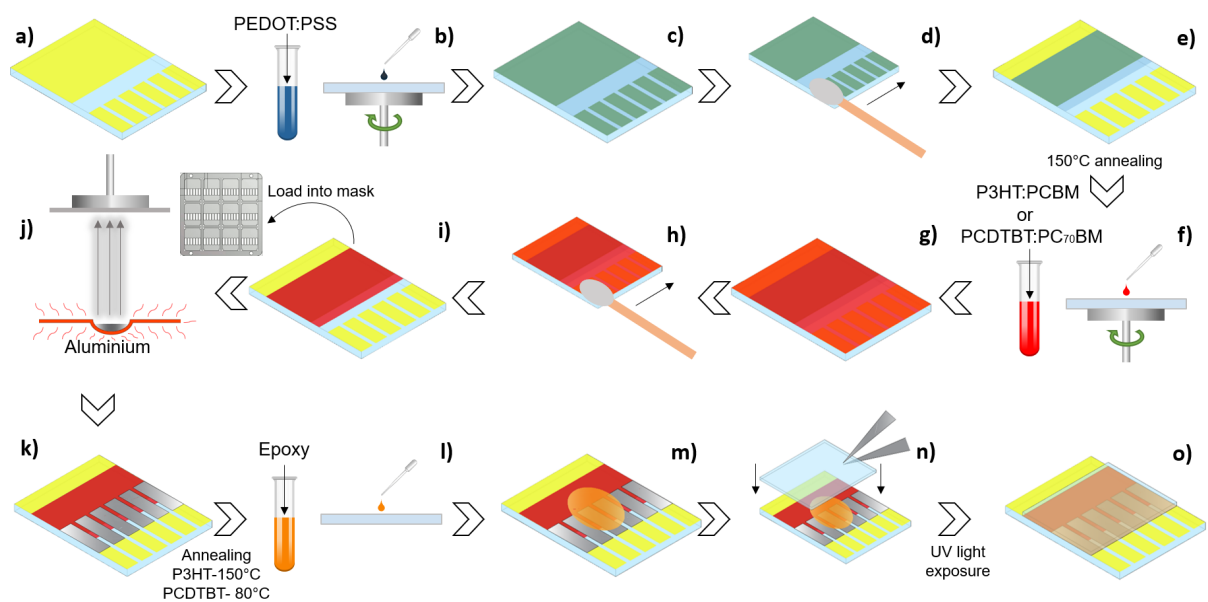 a)
PEDOT:PSS
b)
c)
d)
e)
150°C annealing
P3HT:PCBM
or
PCDTBT:PC₇₀BM
f)
g)
h)
i)
Load into mask
j)
Aluminium
k)
Annealing
P3HT-150°C
PCDTBT- 80°C
Epoxy
l)
m)
n)
UV light
exposure
o)